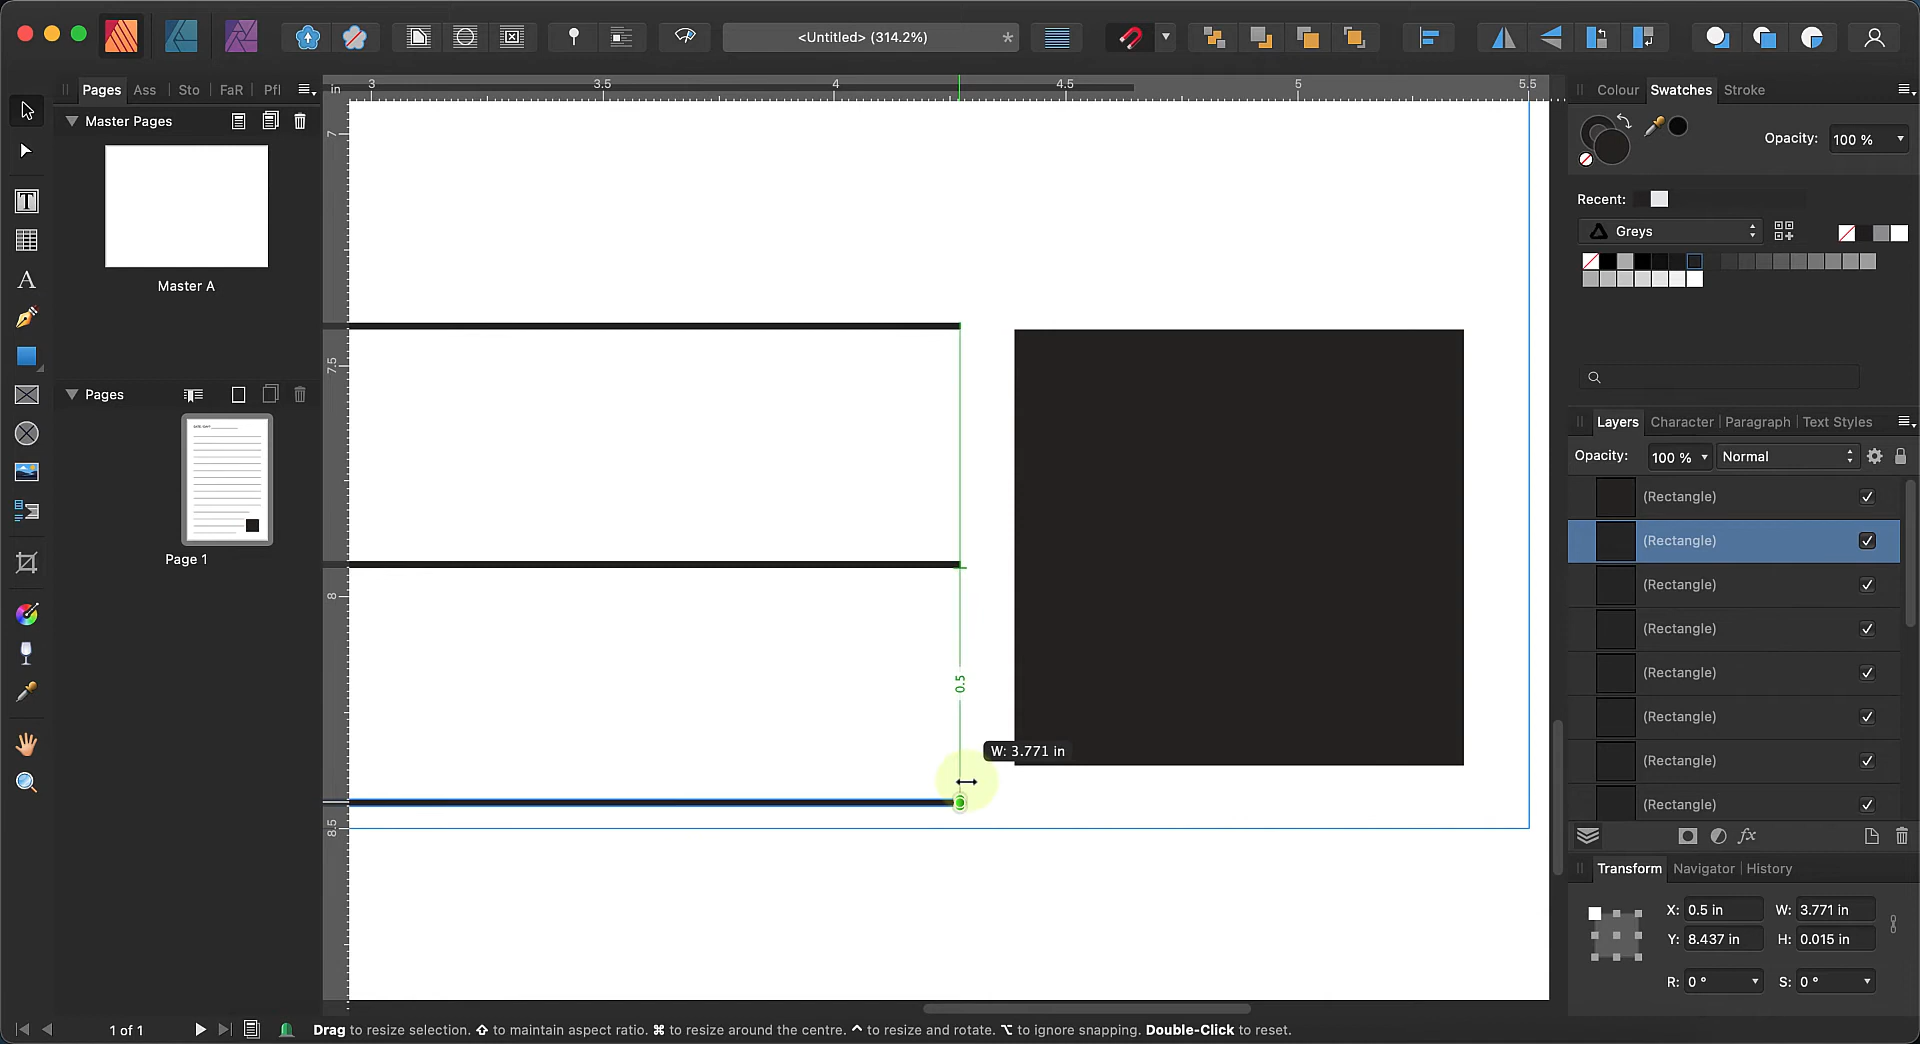 <Untitled> (314.2%)
*
Pages Ass Sto FaR Pfl
Master Pages
Master A
Pages
Page 1
in
3 3.5 4 4.5 5 5.5
7
7.5
8
8.5
0.5
W: 3.771 in
Colour Swatches Stroke
Opacity: 100 %
Recent:
Greys
Layers Character Paragraph Text Styles
Opacity: 100 % Normal
(Rectangle)
(Rectangle)
(Rectangle)
(Rectangle)
(Rectangle)
(Rectangle)
(Rectangle)
(Rectangle)
fx
Transform Navigator History
X: 0.5 in W: 3.771 in
Y: 8.437 in H: 0.015 in
R: 0 ° S: 0 °
1 of 1
Drag to resize selection. ⇧ to maintain aspect ratio. ⌘ to resize around the centre. ^ to resize and rotate. ⌥ to ignore snapping. Double-Click to reset.